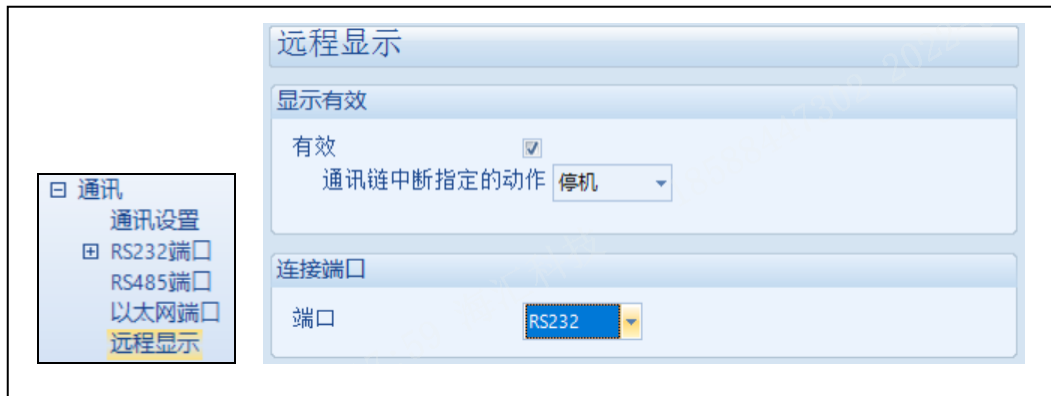 远程显示
显示有效
有效
通讯链中断指定的动作 停机
连接端口
端口 RS232
通讯
通讯设置
RS232端口
RS485端口
以太网端口
远程显示